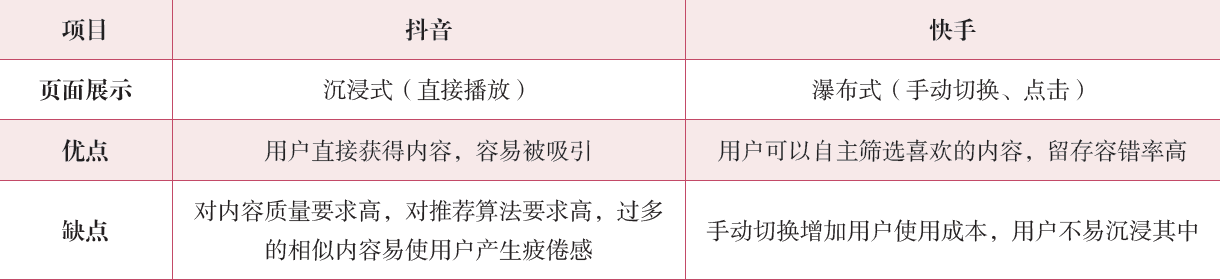 项目 抖音 快手
页面展示 沉浸式（直接播放） 瀑布式（手动切换、点击）
优点 用户直接获得内容，容易被吸引 用户可以自主筛选喜欢的内容，留存容错率高
缺点 对内容质量要求高，对推荐算法要求高，过多
的相似内容易使用户产生疲倦感 手动切换增加用户使用成本，用户不易沉浸其中